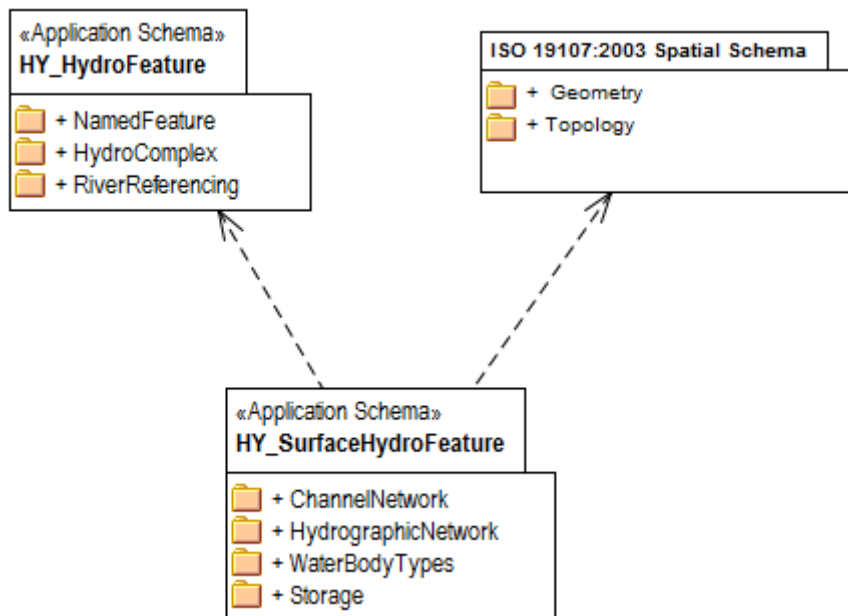 «Application Schema»
HY_HydroFeature
+ NamedFeature
+ HydroComplex
+ RiverReferencing
ISO 19107:2003 Spatial Schema
+ Geometry
+ Topology
«Application Schema»
HY_SurfaceHydroFeature
+ ChannelNetwork
+ HydrographicNetwork
+ WaterBodyTypes
+ Storage